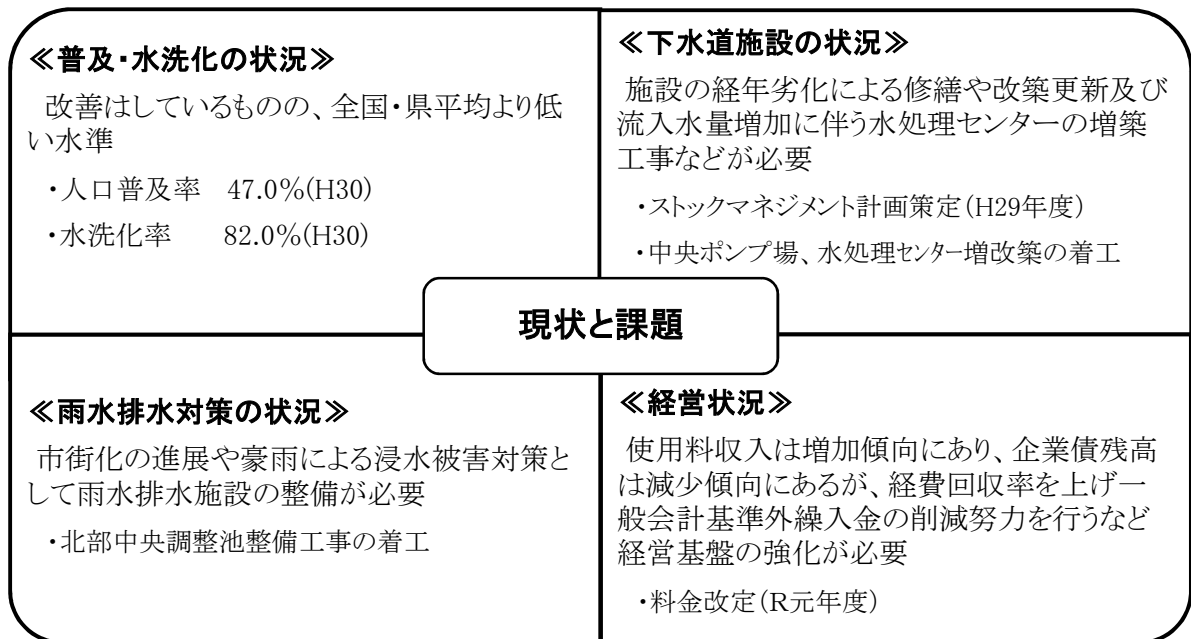 ≪普及・水洗化の状況≫
改善はしているものの、全国・県平均より低
い水準
・人口普及率 47.0%(H30)
・水洗化率 82.0%(H30)
≪下水道施設の状況≫
施設の経年劣化による修繕や改築更新及び
流入水量増加に伴う水処理センターの増築
工事などが必要
・ストックマネジメント計画策定(H29年度)
・中央ポンプ場、水処理センター増改築の着工
現状と課題
≪雨水排水対策の状況≫
市街化の進展や豪雨による浸水被害対策と
して雨水排水施設の整備が必要
・北部中央調整池整備工事の着工
≪経営状況≫
使用料収入は増加傾向にあり、企業債残高
は減少傾向にあるが、経費回収率を上げ一
般会計基準外繰入金の削減努力を行うなど
経営基盤の強化が必要
・料金改定(R元年度)